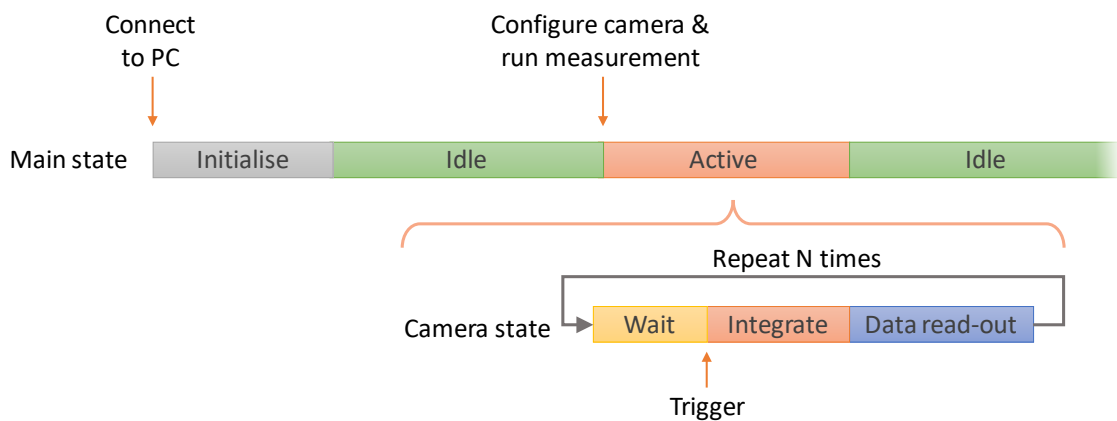 Connect
to PC
Configure camera &
run measurement
Main state
Initialise
Idle
Active
Idle
Repeat N times
Camera state
Wait
Integrate
Data read-out
Trigger